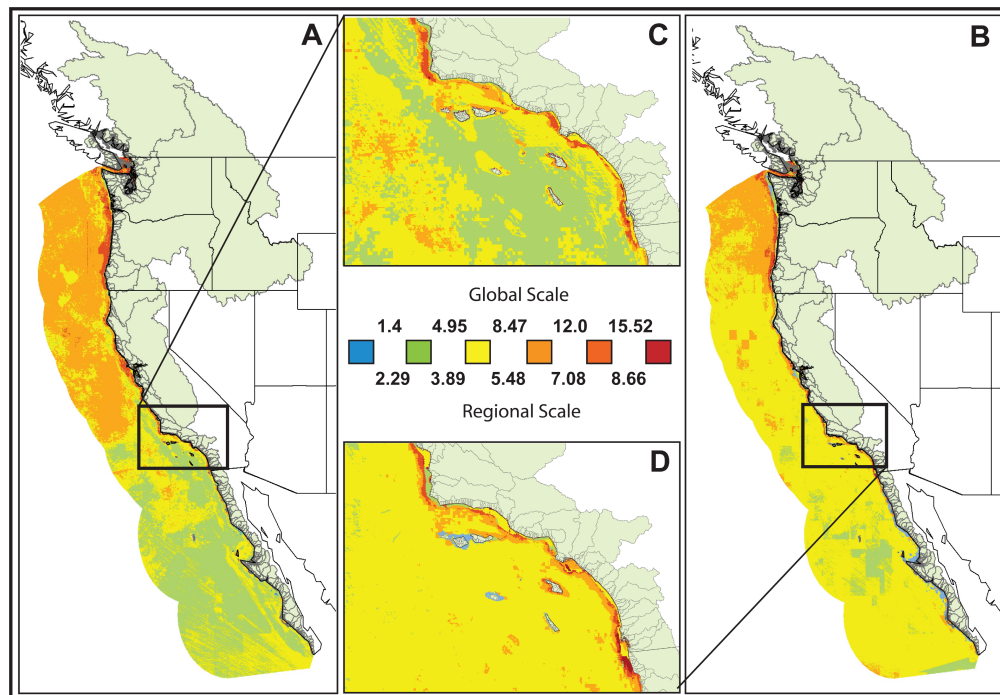 A
C
B
Global Scale
1.4 4.95 8.47 12.0 15.52
2.29 3.89 5.48 7.08 8.66
Regional Scale
D